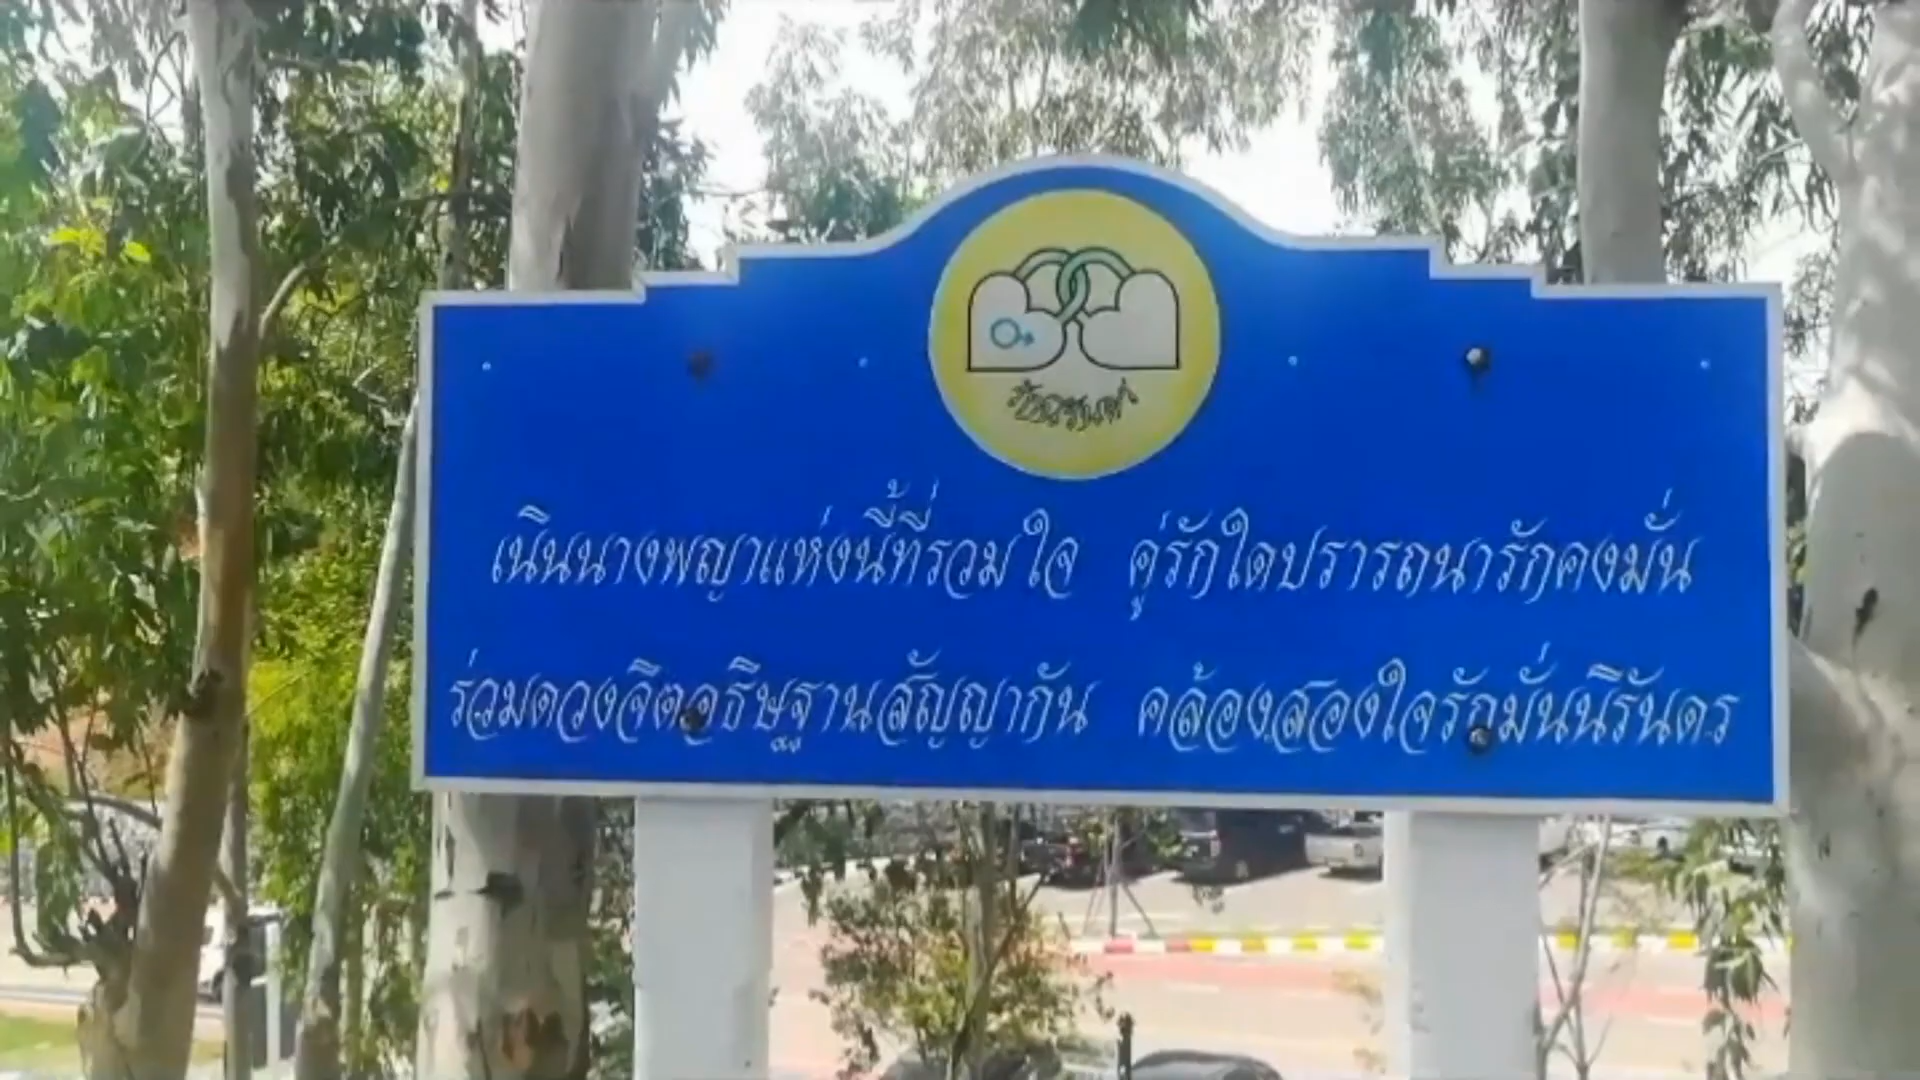 เนินนางพญาแห่งนี้ที่รวมใจ คู่รักใดปรารถนารักคงมั่น
ร่วมดวงจิตอธิษฐานสัญญากัน คล้องสองใจรักมั่นนิรันดร